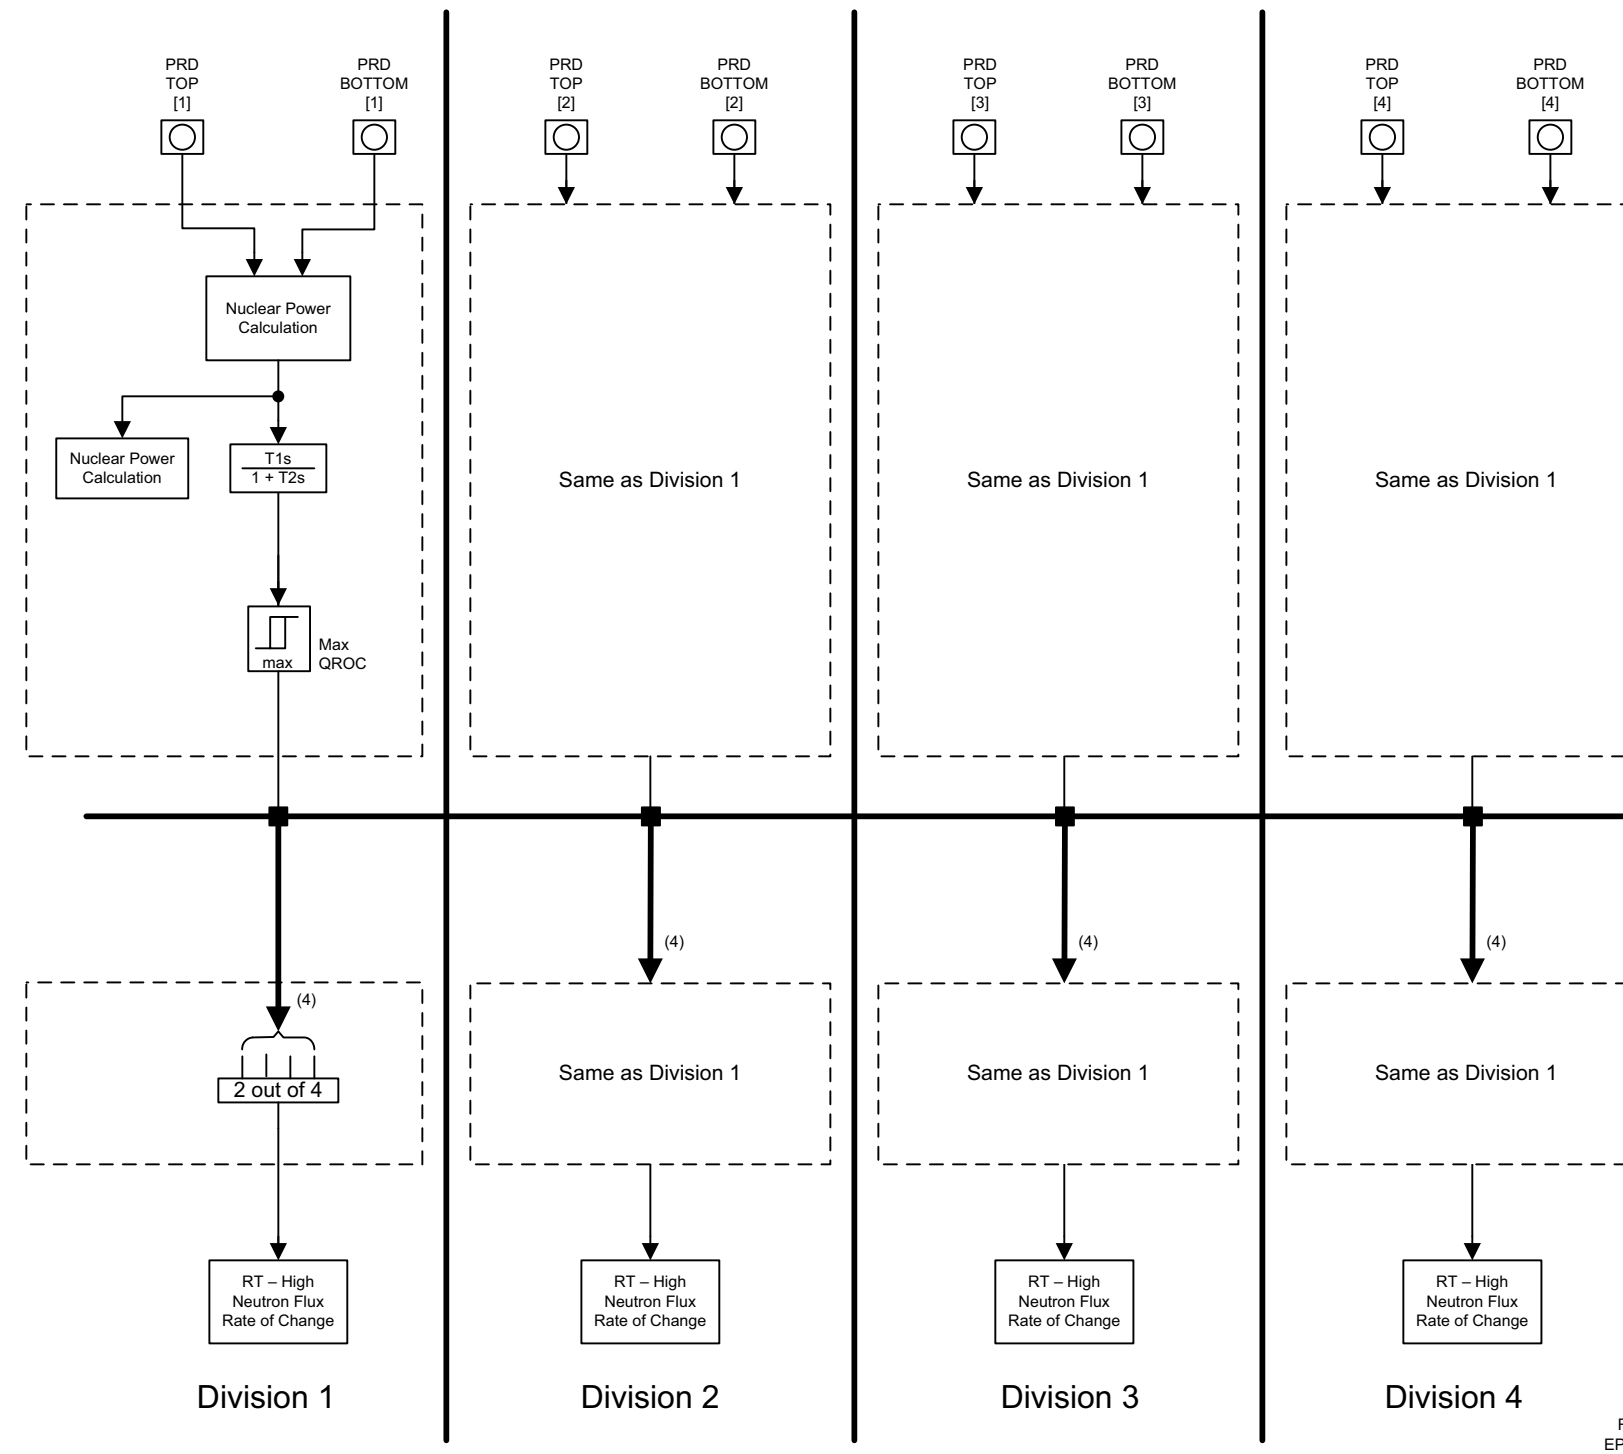 PRD
TOP
[1]
PRD
BOTTOM
[1]
PRD
TOP
[2]
PRD
BOTTOM
[2]
PRD
TOP
[3]
PRD
BOTTOM
[3]
PRD
TOP
[4]
PRD
BOTTOM
[4]
Nuclear Power
Calculation
Nuclear Power
Calculation
T1s
1 + T2s
max
Max
QROC
Same as Division 1
Same as Division 1
Same as Division 1
(4)
(4)
(4)
(4)
2 out of 4
Same as Division 1
Same as Division 1
Same as Division 1
RT – High
Neutron Flux
Rate of Change
RT – High
Neutron Flux
Rate of Change
RT – High
Neutron Flux
Rate of Change
RT – High
Neutron Flux
Rate of Change
Division 1
Division 2
Division 3
Division 4